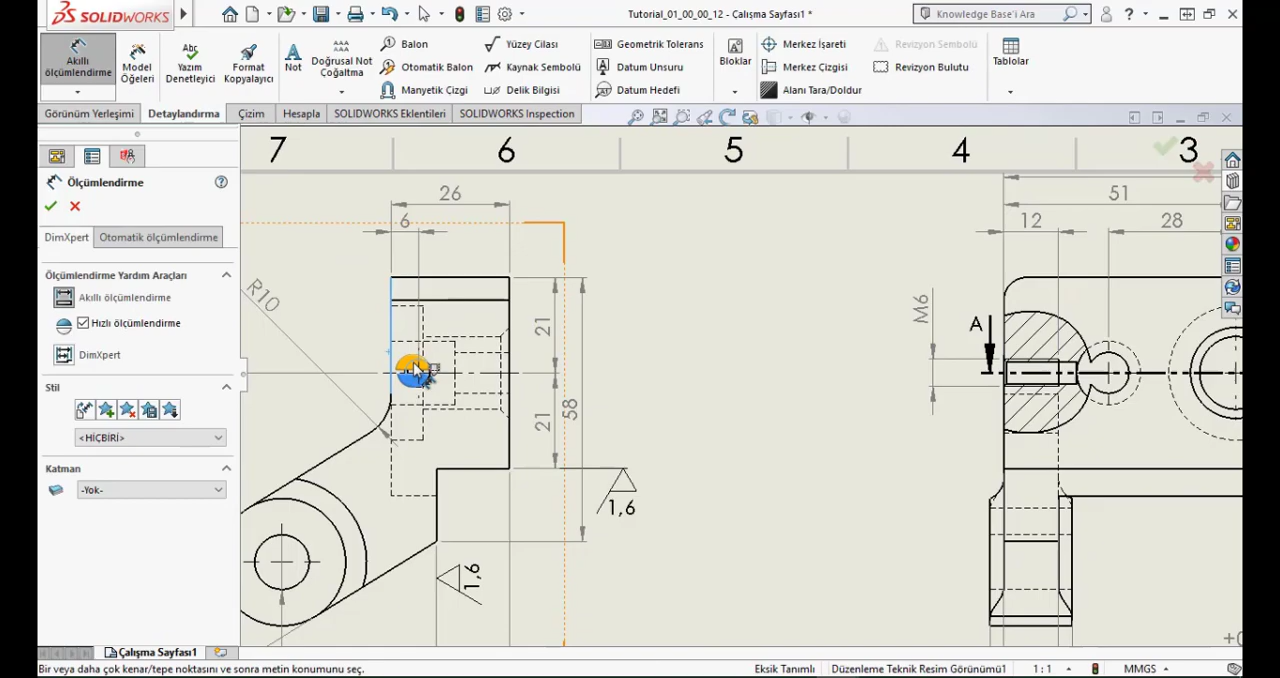 SOLIDWORKS
Tutorial_01_00_00_12 - Çalışma Sayfası1 *
Knowledge Base'i Ara
?
Akıllı
ölçümlendirme
Model
Öğeleri
Yazım
Denetleyici
Format
Kopyalayıcı
Not
Doğrusal Not
Çoğaltma
Balon
Otomatik Balon
Manyetik Çizgi
Yüzey Cilası
Kaynak Sembolü
Delik Bilgisi
Geometrik Tolerans
Datum Unsuru
Datum Hedefi
Bloklar
Merkez İşareti
Merkez Çizgisi
Alanı Tara/Doldur
Revizyon Sembolü
Revizyon Bulutu
Tablolar
Görünüm Yerleşimi
Detaylandırma
Çizim
Hesapla
SOLIDWORKS Eklentileri
SOLIDWORKS Inspection
7
6
5
4
3
Ölçümlendirme
?
DimXpert
Otomatik ölçümlendirme
Ölçümlendirme Yardım Araçları
Akıllı ölçümlendirme
Hızlı ölçümlendirme
DimXpert
Stil
<HİÇBİRİ>
Katman
-Yok-
26
6
R10
21
21
58
1,6
1,6
51
12
28
M6
A
Çalışma Sayfası1
Bir veya daha çok kenar/tepe noktasını ve sonra metin konumunu seç.
Eksik Tanımlı
Düzenleme Teknik Resim Görünümü1
1 : 1
MMGS